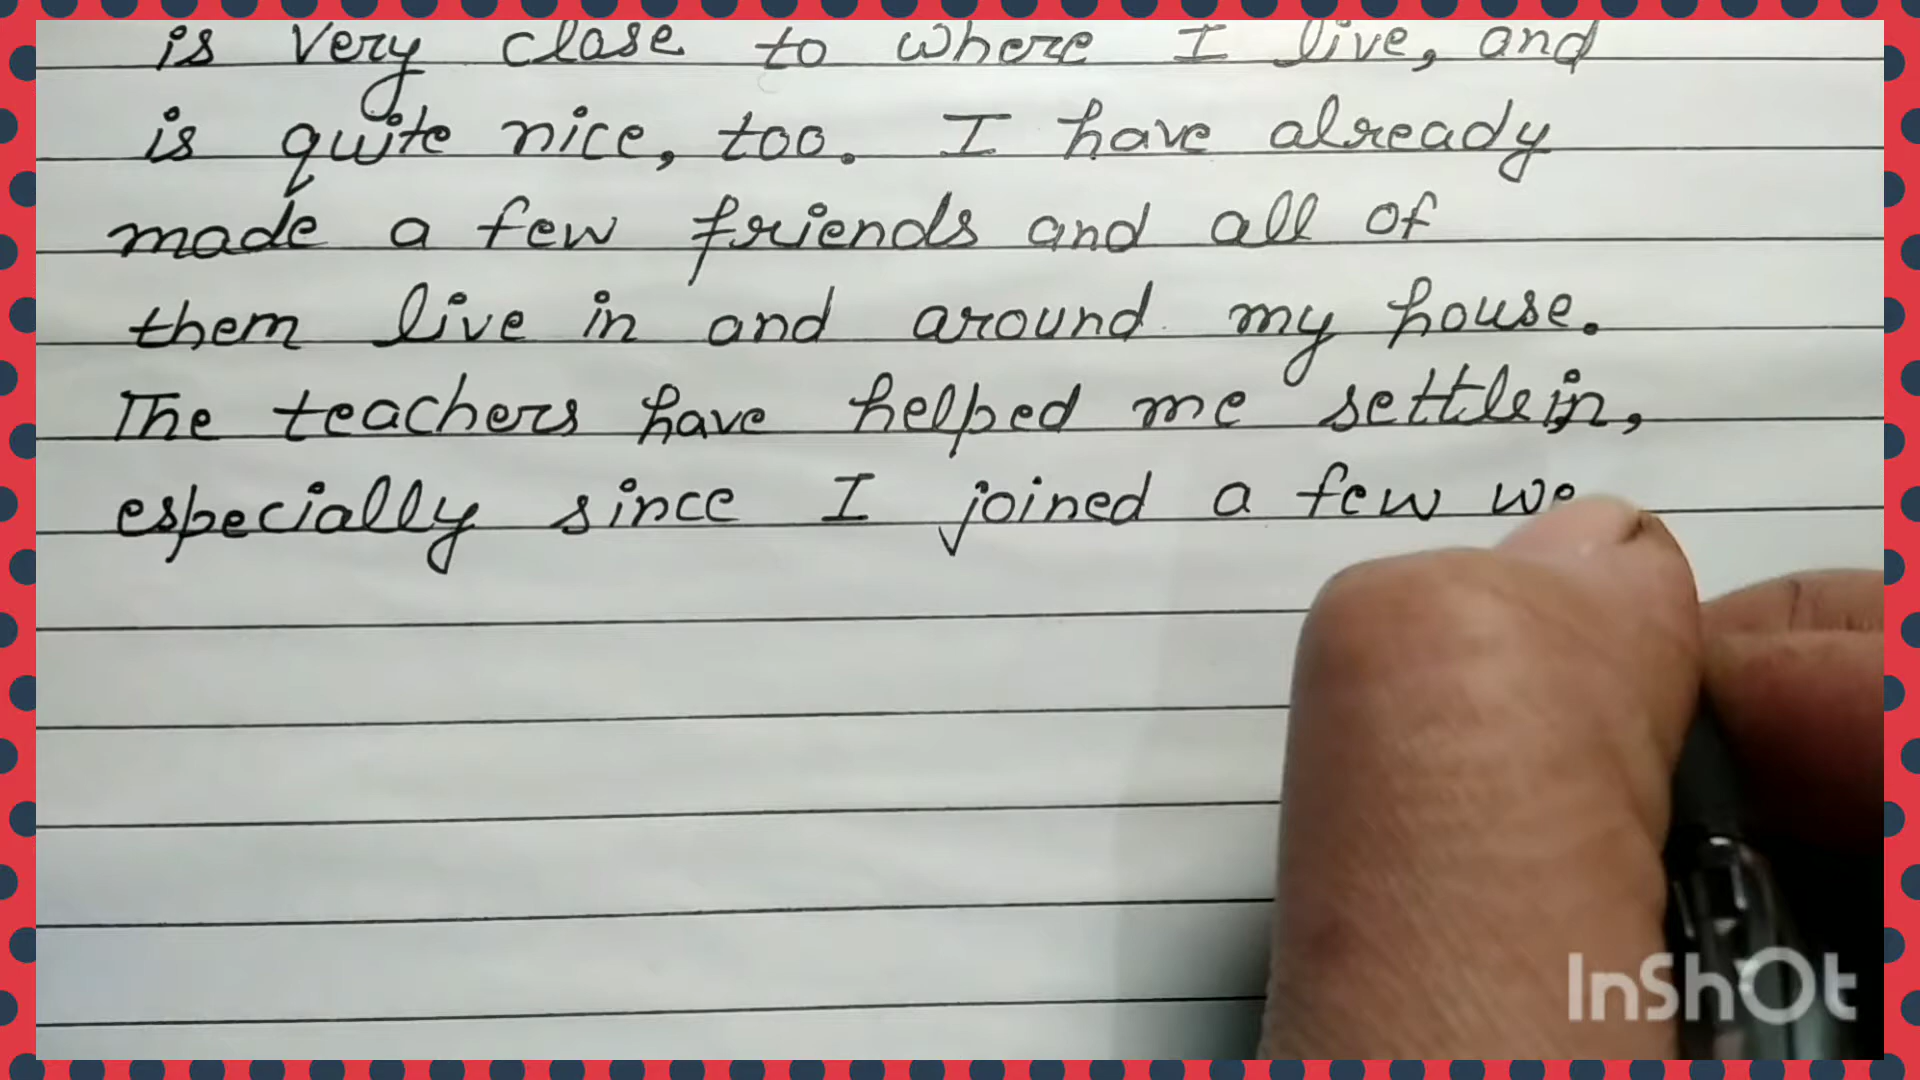 is very close to where I live, and
is quite nice, too. I have already
made a few friends and all of
them live in and around my house.
The teachers have helped me settle in,
especially since I joined a few we
InShOt